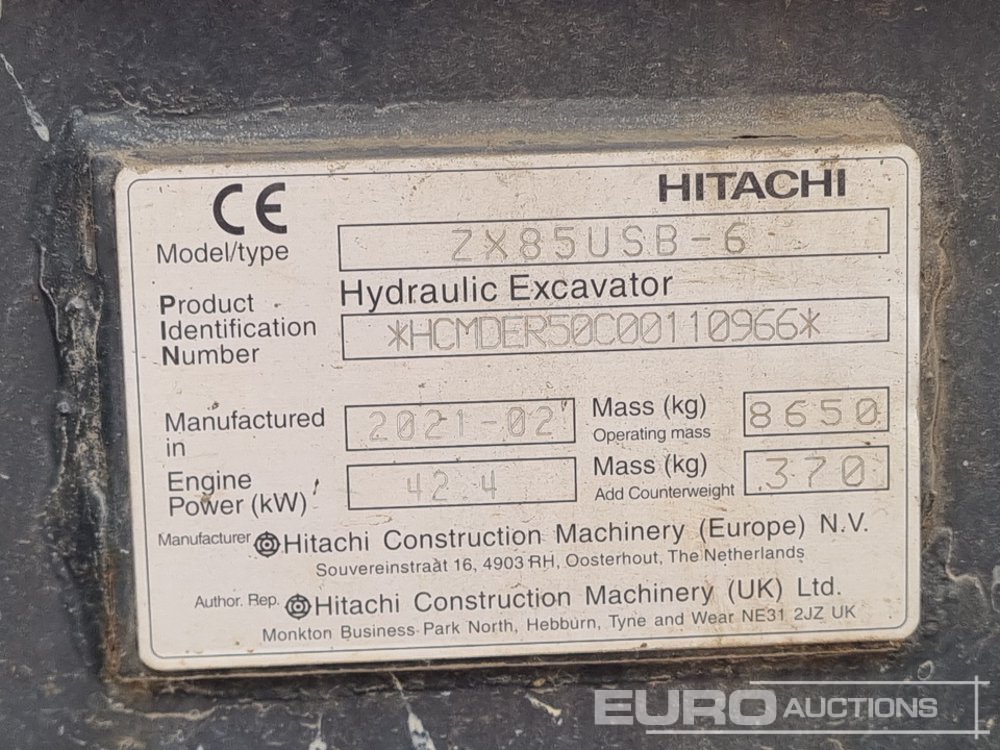 CE HITACHI
Model/type ZX85USB-6
Hydraulic Excavator
Product
Identification *HCMDER50C00110966*
Number
Manufactured in 2021-02 Mass (kg) 8650
Operating mass
Engine Power (kW) 42.4 Mass (kg) 370
Add Counterweight
Manufacturer Hitachi Construction Machinery (Europe) N.V.
Souvereinstraat 16, 4903 RH, Oosterhout, The Netherlands
Author. Rep. Hitachi Construction Machinery (UK) Ltd.
Monkton Business Park North, Hebburn, Tyne and Wear NE31 2JZ UK
EURO AUCTIONS